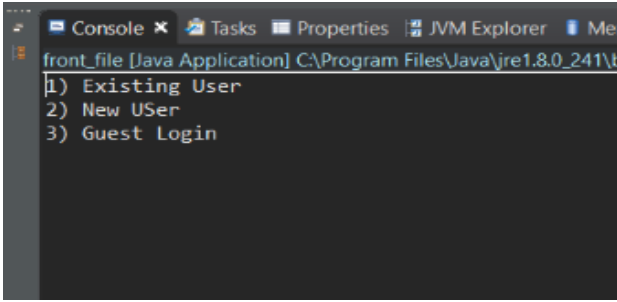 Console Tasks Properties JVM Explorer Me
front_file [Java Application] C:\Program Files\Java\jre1.8.0_241\b
1) Existing User
2) New USer
3) Guest Login